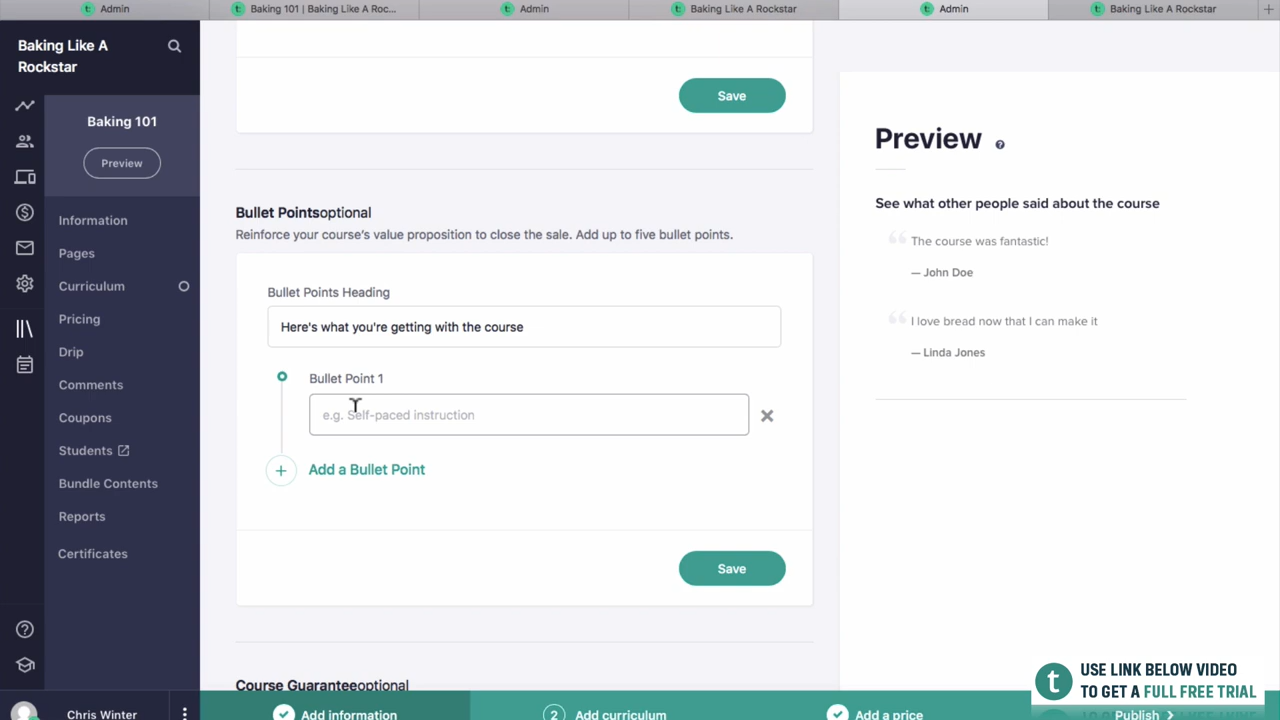 Admin
Baking 101 | Baking Like A Roc...
Admin
Baking Like A Rockstar
Admin
Baking Like A Rockstar
Baking Like A
Rockstar
Baking 101
Preview
Information
Pages
Curriculum
Pricing
Drip
Comments
Coupons
Students
Bundle Contents
Reports
Certificates
Chris Winter
Save
Bullet Pointsoptional
Reinforce your course's value proposition to close the sale. Add up to five bullet points.
Bullet Points Heading
Here's what you're getting with the course
Bullet Point 1
e.g. Self-paced instruction
Add a Bullet Point
Save
Course Guaranteeoptional
Preview
See what other people said about the course
The course was fantastic!
— John Doe
I love bread now that I can make it
— Linda Jones
t USE LINK BELOW VIDEO
TO GET A FULL FREE TRIAL
Add information
2 Add curriculum
Add a price
Publish